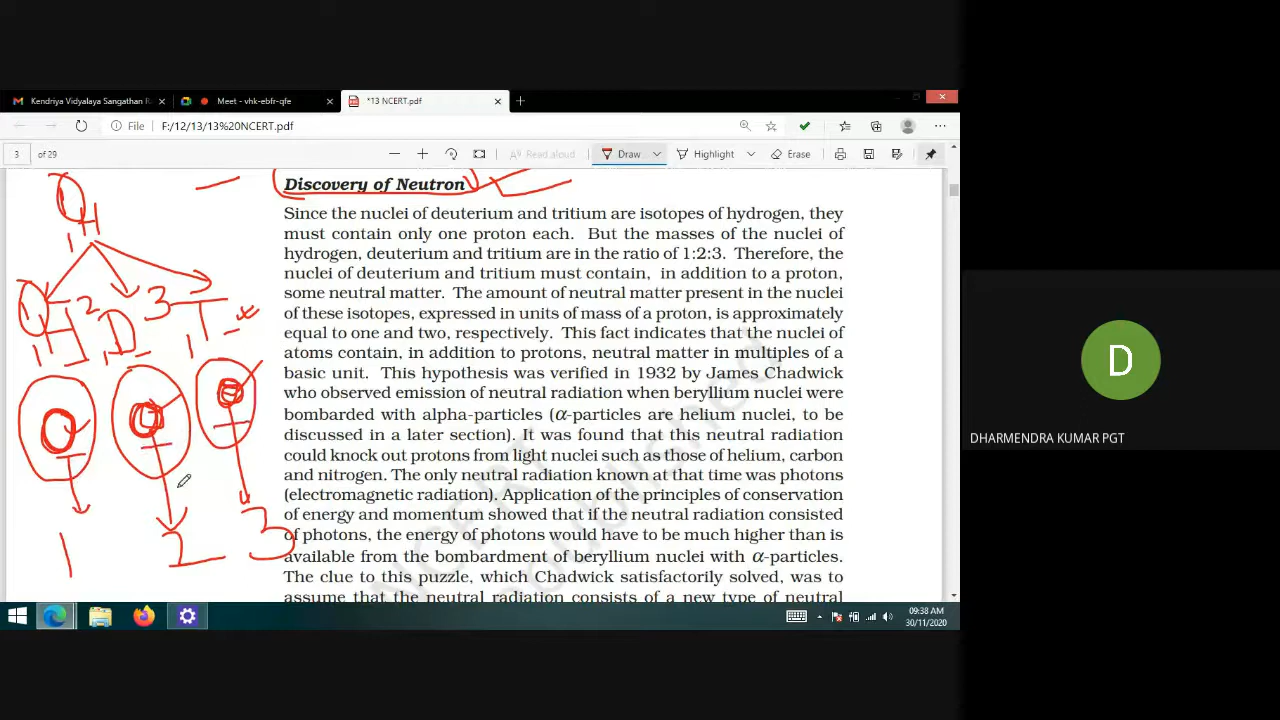 Kendriya Vidyalaya Sangathan R
Meet - vhk-ebfr-qfe
*13 NCERT.pdf
File
F:/12/13/13%20NCERT.pdf
3
of 29
Read aloud
Draw
Highlight
Erase
Discovery of Neutron
Since the nuclei of deuterium and tritium are isotopes of hydrogen, they
must contain only one proton each. But the masses of the nuclei of
hydrogen, deuterium and tritium are in the ratio of 1:2:3. Therefore, the
nuclei of deuterium and tritium must contain, in addition to a proton,
some neutral matter. The amount of neutral matter present in the nuclei
of these isotopes, expressed in units of mass of a proton, is approximately
equal to one and two, respectively. This fact indicates that the nuclei of
atoms contain, in addition to protons, neutral matter in multiples of a
basic unit. This hypothesis was verified in 1932 by James Chadwick
who observed emission of neutral radiation when beryllium nuclei were
bombarded with alpha-particles (α-particles are helium nuclei, to be
discussed in a later section). It was found that this neutral radiation
could knock out protons from light nuclei such as those of helium, carbon
and nitrogen. The only neutral radiation known at that time was photons
(electromagnetic radiation). Application of the principles of conservation
of energy and momentum showed that if the neutral radiation consisted
of photons, the energy of photons would have to be much higher than is
available from the bombardment of beryllium nuclei with α-particles.
The clue to this puzzle, which Chadwick satisfactorily solved, was to
assume that the neutral radiation consists of a new type of neutral
1 H
1 H 2 D 3 T
1 1
1 2 3
NCERT
republished
D
DHARMENDRA KUMAR PGT
09:38 AM
30/11/2020